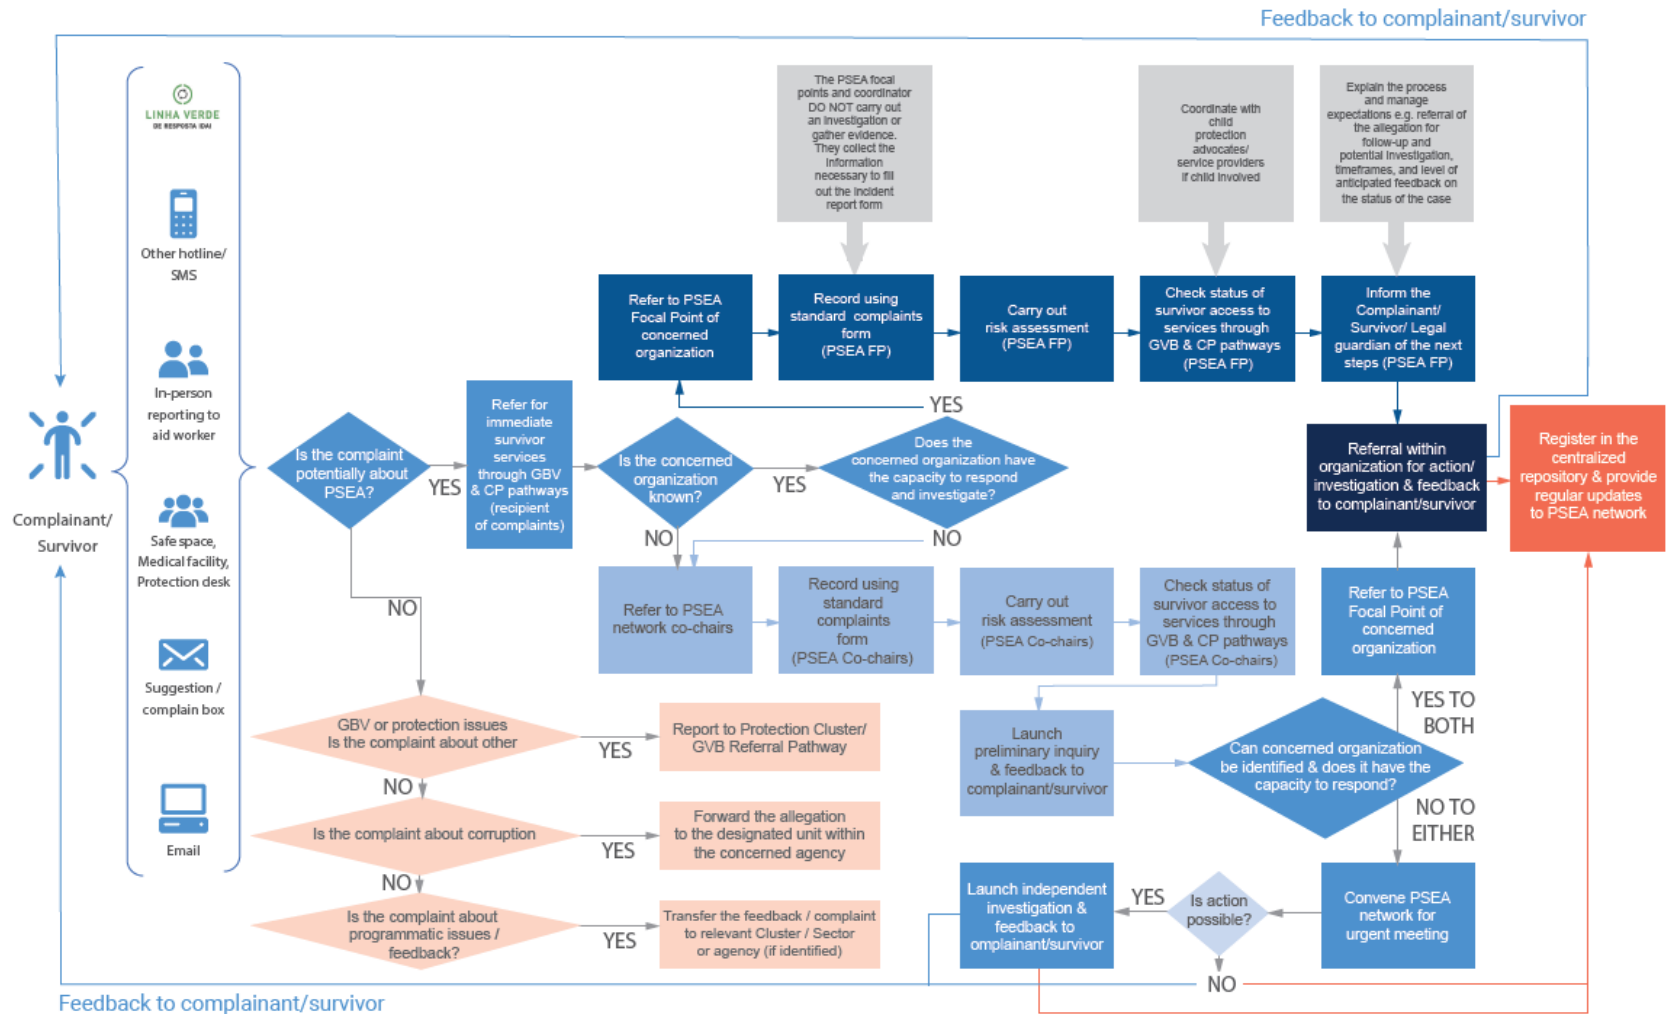 Feedback to complainant/survivor
LINHA VERDE
DE RESPOSTA IDAI
Other hotline/
SMS
In-person
reporting to
aid worker
Safe space,
Medical facility,
Protection desk
Suggestion /
complain box
Email
Complainant/
Survivor
The PSEA focal
points and coordinator
DO NOT carry out
an investigation or
gather evidence.
They collect the
information
necessary to fill
out the incident
report form
Coordinate with
child
protection
advocates/
service providers
if child involved
Explain the process
and manage
expectations e.g. referral of
the allegation for
follow-up and
potential investigation,
timeframes, and level of
anticipated feedback on
the status of the case
Refer to PSEA
Focal Point of
concerned
organization
Record using
standard complaints
form
(PSEA FP)
Carry out
risk assessment
(PSEA FP)
Check status of
survivor access to
services through
GVB & CP pathways
(PSEA FP)
Inform the
Complainant/
Survivor/ Legal
guardian of the next
steps (PSEA FP)
Is the complaint
potentially about
PSEA?
YES
Refer for
immediate
survivor
services
through GBV
& CP pathways
(recipient
of complaints)
Is the concerned
organization
known?
YES
YES
Does the
concerned organization have
the capacity to respond
and investigate?
Referral within
organization for action/
investigation & feedback
to complainant/survivor
Register in the
centralized
repository & provide
regular updates
to PSEA network
NO
NO
NO
Refer to PSEA
network co-chairs
Record using
standard
complaints
form
(PSEA Co-chairs)
Carry out
risk assessment
(PSEA Co-chairs)
Check status of
survivor access to
services through
GVB & CP pathways
(PSEA Co-chairs)
Refer to PSEA
Focal Point of
concerned
organization
YES TO
BOTH
GBV or protection issues
Is the complaint about other
YES
Report to Protection Cluster/
GVB Referral Pathway
Launch
preliminary inquiry
& feedback to
complainant/survivor
Can concerned organization
be identified & does it have the
capacity to respond?
NO TO
EITHER
NO
Is the complaint about corruption
YES
Forward the allegation
to the designated unit within
the concerned agency
NO
Is the complaint about
programmatic issues /
feedback?
YES
Transfer the feedback / complaint
to relevant Cluster / Sector
or agency (if identified)
Launch independent
investigation &
feedback to
omplainant/survivor
YES
Is action
possible?
Convene PSEA
network for
urgent meeting
NO
Feedback to complainant/survivor